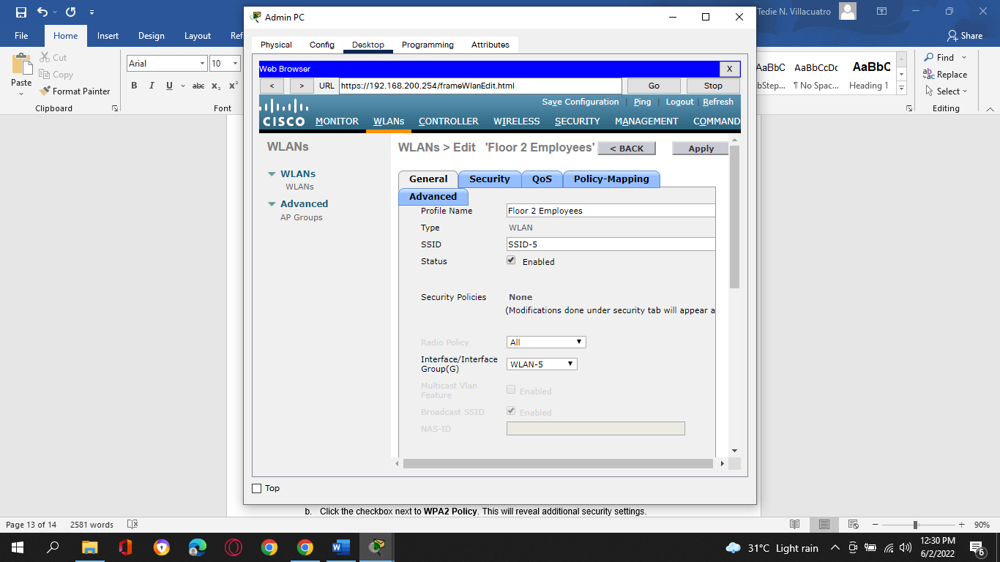 Admin PC
Tedie N. Villacuatro
File Home Insert Design Layout Ref
Share
Physical Config Desktop Programming Attributes
Paste
Cut
Copy
Format Painter
Clipboard
Arial 10
B I U abc x₂ x²
Font
Web Browser X
< > URL https://192.168.200.254/frameWlanEdit.html Go Stop
Save Configuration | Ping | Logout | Refresh
CISCO MONITOR WLANs CONTROLLER WIRELESS SECURITY MANAGEMENT COMMAND
AaBbC AaBbCcDc AaBbC
bStep... ¶ No Spac... Heading 1
Find
Replace
Select
Editing
WLANs
WLANs
WLANs
Advanced
AP Groups
WLANs > Edit 'Floor 2 Employees' < BACK Apply
General Security QoS Policy-Mapping
Advanced
Profile Name Floor 2 Employees
Type WLAN
SSID SSID-5
Status Enabled
Security Policies None
(Modifications done under security tab will appear a
Radio Policy All
Interface/Interface
Group(G) WLAN-5
Multicast Vlan
Feature Enabled
Broadcast SSID Enabled
NAS-ID
Top
b. Click the checkbox next to WPA2 Policy. This will reveal additional security settings.
Page 13 of 14 2581 words 90%
31°C Light rain
12:30 PM
6/2/2022
6